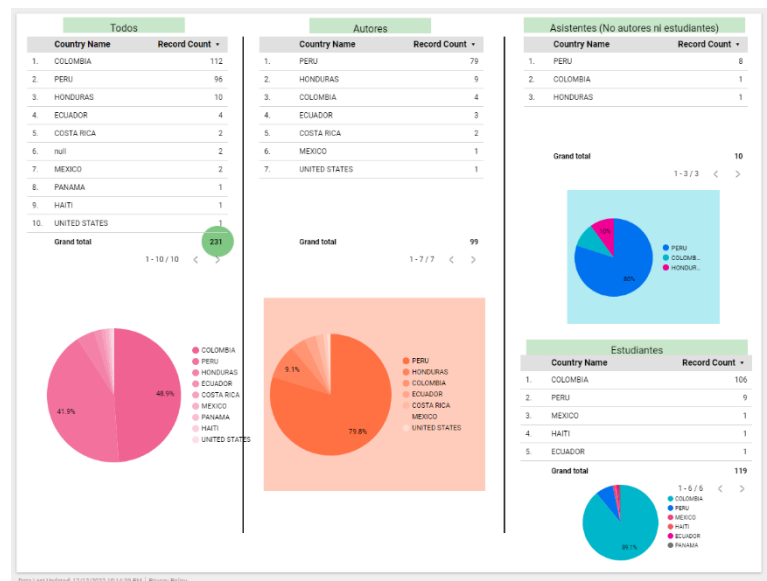 Todos
Country Name Record Count
1. COLOMBIA 112
2. PERU 96
3. HONDURAS 10
4. ECUADOR 4
5. COSTA RICA 2
6. null 2
7. MEXICO 2
8. PANAMA 1
9. HAITI 1
10. UNITED STATES 1
Grand total 231
1 - 10 / 10 < >
COLOMBIA
PERU
HONDURAS
ECUADOR
COSTA RICA
MEXICO
PANAMA
HAITI
UNITED STATES
48.9%
41.9%
Autores
Country Name Record Count
1. PERU 79
2. HONDURAS 9
3. COLOMBIA 4
4. ECUADOR 3
5. COSTA RICA 2
6. MEXICO 1
7. UNITED STATES 1
Grand total 99
1 - 7 / 7 < >
PERU
HONDURAS
COLOMBIA
ECUADOR
COSTA RICA
MEXICO
UNITED STATES
9.1%
79.8%
Asistentes (No autores ni estudiantes)
Country Name Record Count
1. PERU 8
2. COLOMBIA 1
3. HONDURAS 1
Grand total 10
1 - 3 / 3 < >
10%
80%
PERU
COLOMB...
HONDUR...
Estudiantes
Country Name Record Count
1. COLOMBIA 106
2. PERU 9
3. MEXICO 1
4. HAITI 1
5. ECUADOR 1
Grand total 119
1 - 6 / 6 < >
COLOMBIA
PERU
MEXICO
HAITI
ECUADOR
PANAMA
89.1%